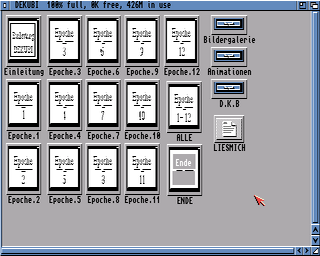 DEKUBI 100% full, 0K free, 426M in use
Einleitung
DEKUBI
Einleitung
Epoche
3
Epoche.3
Epoche
6
Epoche.6
Epoche
9
Epoche.9
Epoche
12
Epoche.12
Bildergalerie
Animationen
D.K.B
LIESMICH
Epoche
1
Epoche.1
Epoche
4
Epoche.4
Epoche
7
Epoche.7
Epoche
10
Epoche.10
Epoche
1-12
ALLE
Epoche
2
Epoche.2
Epoche
5
Epoche.5
Epoche
8
Epoche.8
Epoche
11
Epoche.11
Ende
ENDE